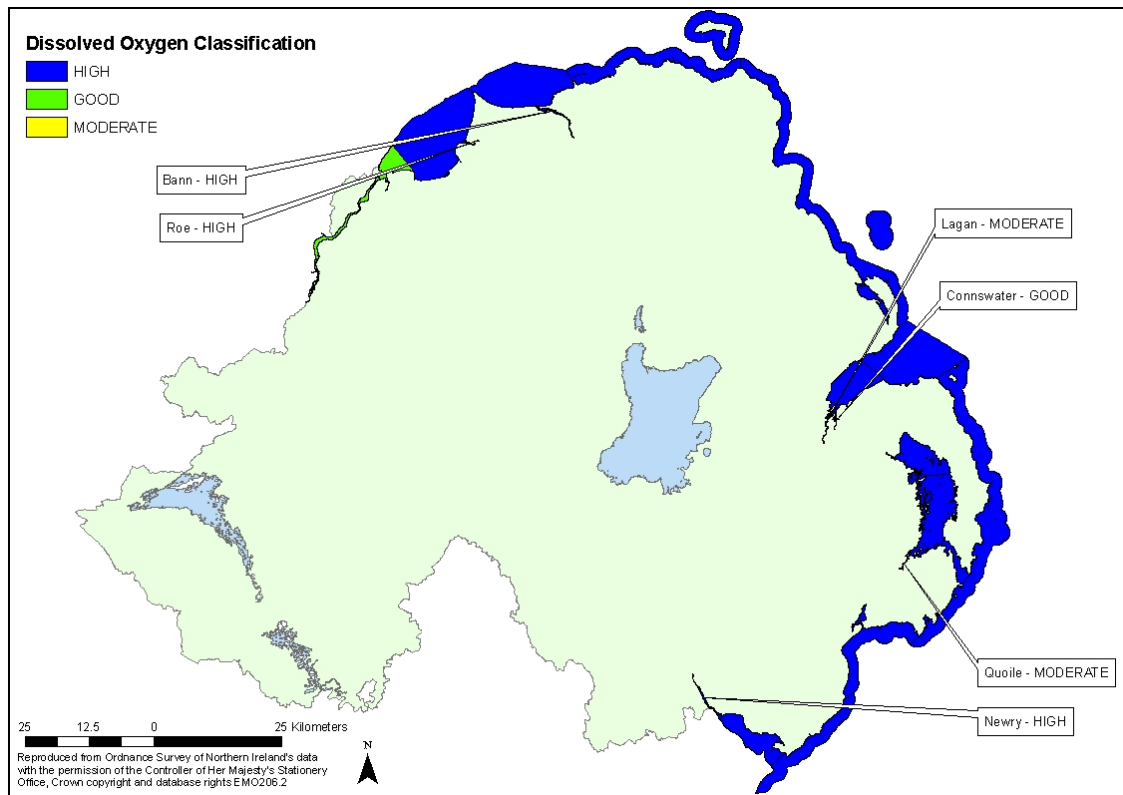 Dissolved Oxygen Classification
HIGH
GOOD
MODERATE
Bann - HIGH
Roe - HIGH
Lagan - MODERATE
Connswater - GOOD
Quoile - MODERATE
Newry - HIGH
25 12.5 0 25 Kilometers
Reproduced from Ordnance Survey of Northern Ireland's data
with the permission of the Controller of Her Majesty's Stationery
Office, Crown copyright and database rights EMO206.2
N